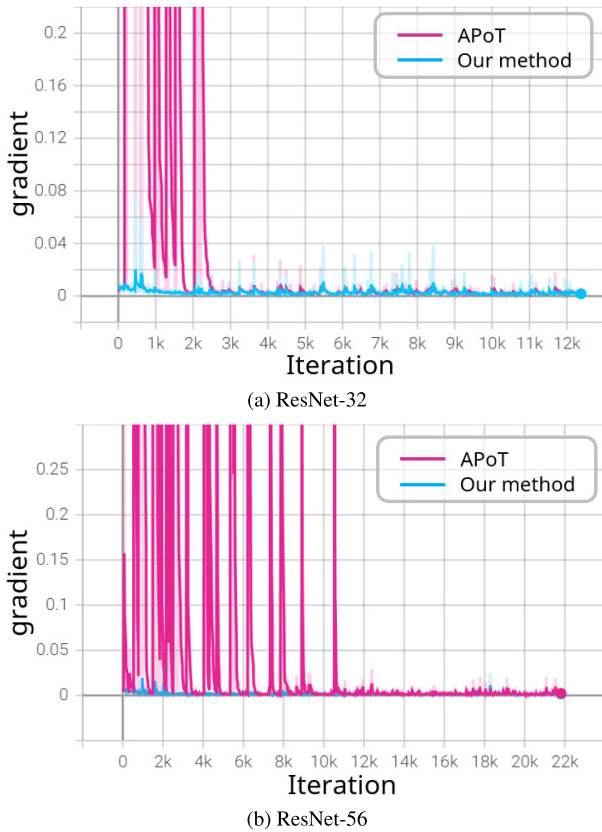 0.2
0.16
0.12
0.08
0.04
0
gradient
APoT
Our method
0 1k 2k 3k 4k 5k 6k 7k 8k 9k 10k 11k 12k
Iteration
(a) ResNet-32
0.25
0.2
0.15
0.1
0.05
0
gradient
APoT
Our method
0 2k 4k 6k 8k 10k 12k 14k 16k 18k 20k 22k
Iteration
(b) ResNet-56